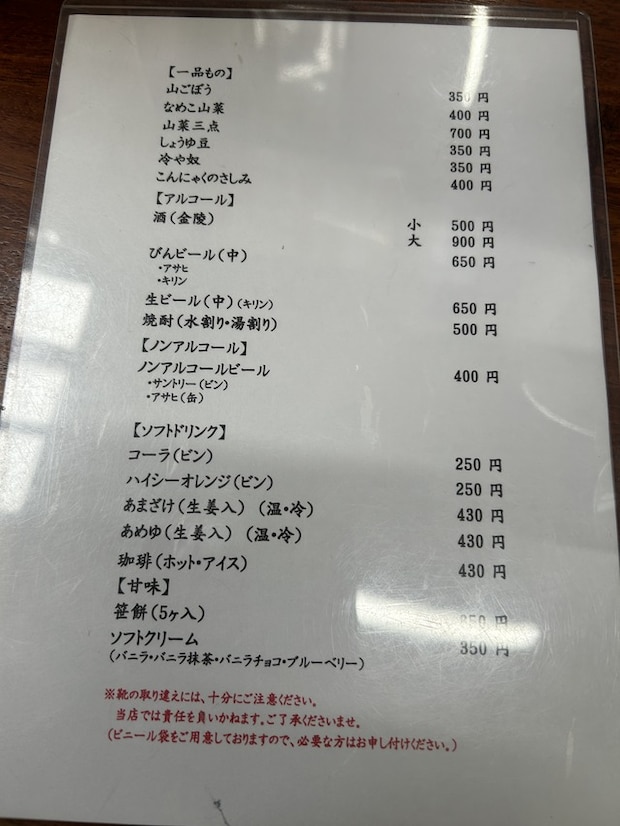 【一品もの】
山ごぼう 350 円
なめこ山菜 400 円
山菜三点 700 円
しょうゆ豆 350 円
冷や奴 350 円
こんにゃくのさしみ 400 円
【アルコール】
酒(金陵) 小 500 円
大 900 円
びんビール(中) 650 円
・アサヒ
・キリン
生ビール(中)(キリン) 650 円
焼酎(水割り・湯割り) 500 円
【ノンアルコール】
ノンアルコールビール 400 円
・サントリー(ビン)
・アサヒ(缶)
【ソフトドリンク】
コーラ(ビン) 250 円
ハイシーオレンジ(ビン) 250 円
あまざけ(生姜入) (温・冷) 430 円
あめゆ(生姜入) (温・冷) 430 円
珈琲(ホット・アイス) 430 円
【甘味】
笹餅(5ヶ入) 円
ソフトクリーム 350 円
(バニラ・バニラ抹茶・バニラチョコ・ブルーベリー)
※靴の取り違えには、十分にご注意ください。
当店では責任を負いかねます。ご了承くださいませ。
(ビニール袋をご用意しておりますので、必要な方はお申し付けください。)